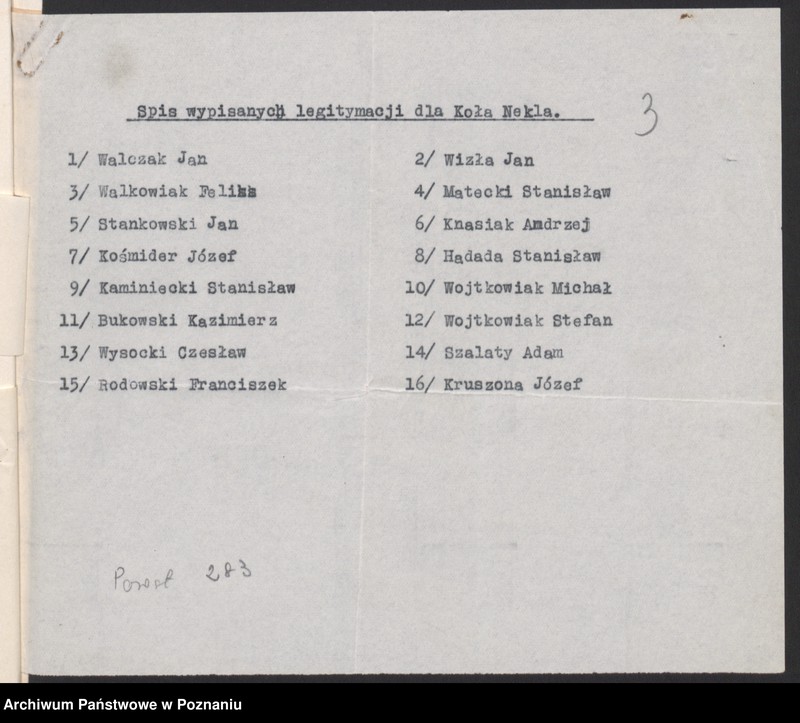 Spis wypisanych legitymacji dla Koła Nekla.
3
1/ Walczak Jan 2/ Wizła Jan
3/ Walkowiak Feliks 4/ Matecki Stanisław
5/ Stankowski Jan 6/ Knasiak Andrzej
7/ Kośmider Józef 8/ Hądada Stanisław
9/ Kaminiecki Stanisław 10/ Wojtkowiak Michał
11/ Bukowski Kazimierz 12/ Wojtkowiak Stefan
13/ Wysocki Czesław 14/ Szalaty Adam
15/ Rodowski Franciszek 16/ Kruszona Józef
283
Archiwum Państwowe w Poznaniu